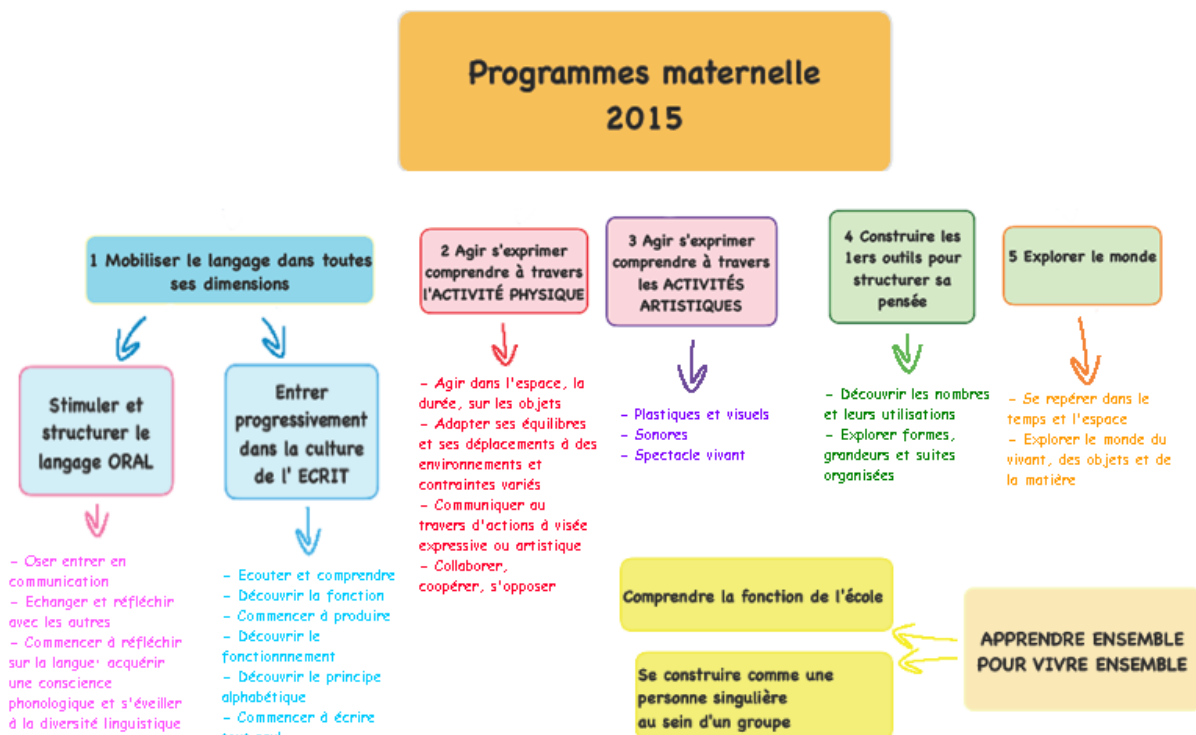 Programmes maternelle
2015
1 Mobiliser le langage dans toutes
ses dimensions
Stimuler et
structurer le
langage ORAL
- Oser entrer en
communication
- Echanger et réfléchir
avec les autres
- Commencer à réfléchir
sur la langue· acquérir
une conscience
phonologique et s'éveiller
à la diversité linguistique
Entrer
progressivement
dans la culture
de l' ECRIT
- Ecouter et comprendre
- Découvrir la fonction
- Commencer à produire
- Découvrir le
fonctionnnement
- Découvrir le principe
alphabétique
- Commencer à écrire
2 Agir s'exprimer
comprendre à travers
l'ACTIVITÉ PHYSIQUE
- Agir dans l'espace, la
durée, sur les objets
- Adapter ses équilibres
et ses déplacements à des
environnements et
contraintes variés
- Communiquer au
travers d'actions à visée
expressive ou artistique
- Collaborer,
coopérer, s'opposer
3 Agir s'exprimer
comprendre à travers
les ACTIVITÉS
ARTISTIQUES
- Plastiques et visuels
- Sonores
- Spectacle vivant
4 Construire les
1ers outils pour
structurer sa
pensée
- Découvrir les nombres
et leurs utilisations
- Explorer formes,
grandeurs et suites
organisées
5 Explorer le monde
- Se repérer dans le
temps et l'espace
- Explorer le monde du
vivant, des objets et de
la matière
Comprendre la fonction de l'école
Se construire comme une
personne singulière
au sein d'un groupe
APPRENDRE ENSEMBLE
POUR VIVRE ENSEMBLE